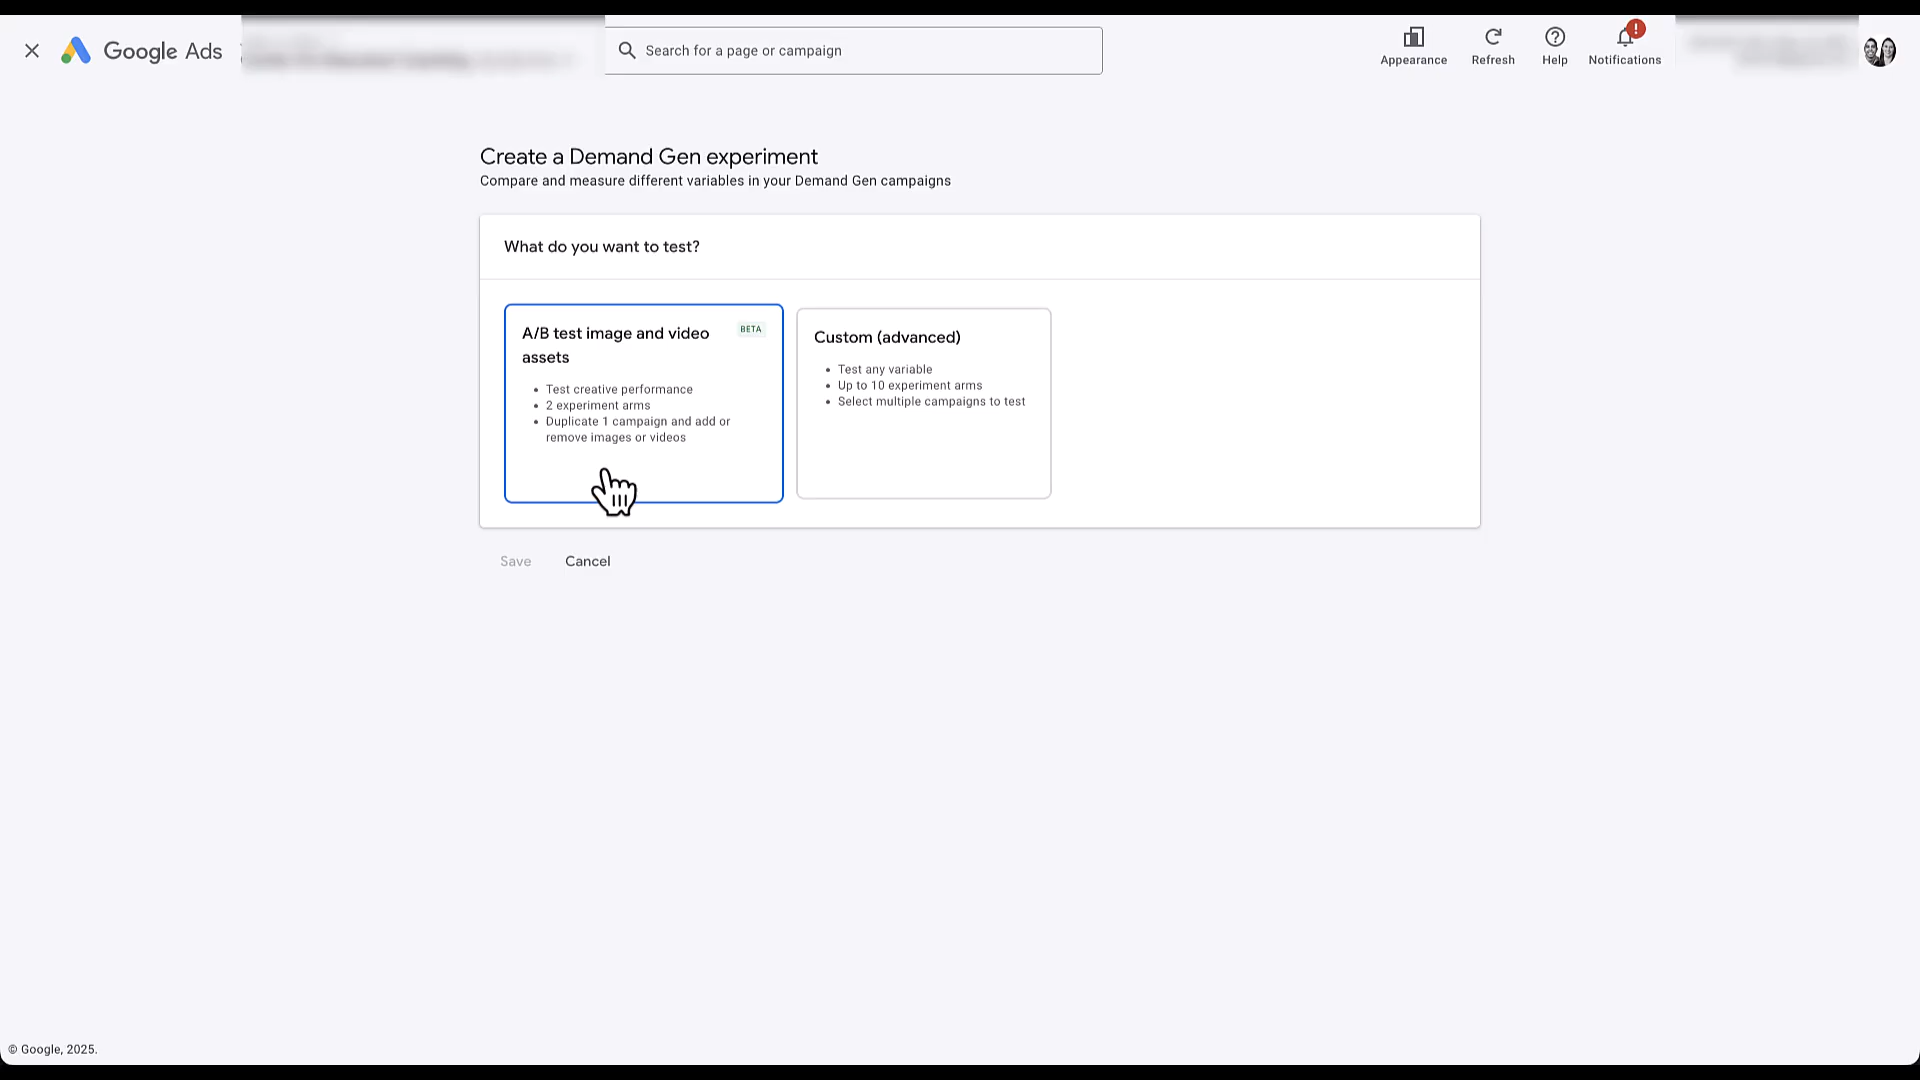 Google Ads
Search for a page or campaign
Appearance
Refresh
Help
Notifications
Create a Demand Gen experiment
Compare and measure different variables in your Demand Gen campaigns
What do you want to test?
A/B test image and video
assets
BETA
• Test creative performance
• 2 experiment arms
• Duplicate 1 campaign and add or
remove images or videos
Custom (advanced)
• Test any variable
• Up to 10 experiment arms
• Select multiple campaigns to test
Save
Cancel
© Google, 2025.